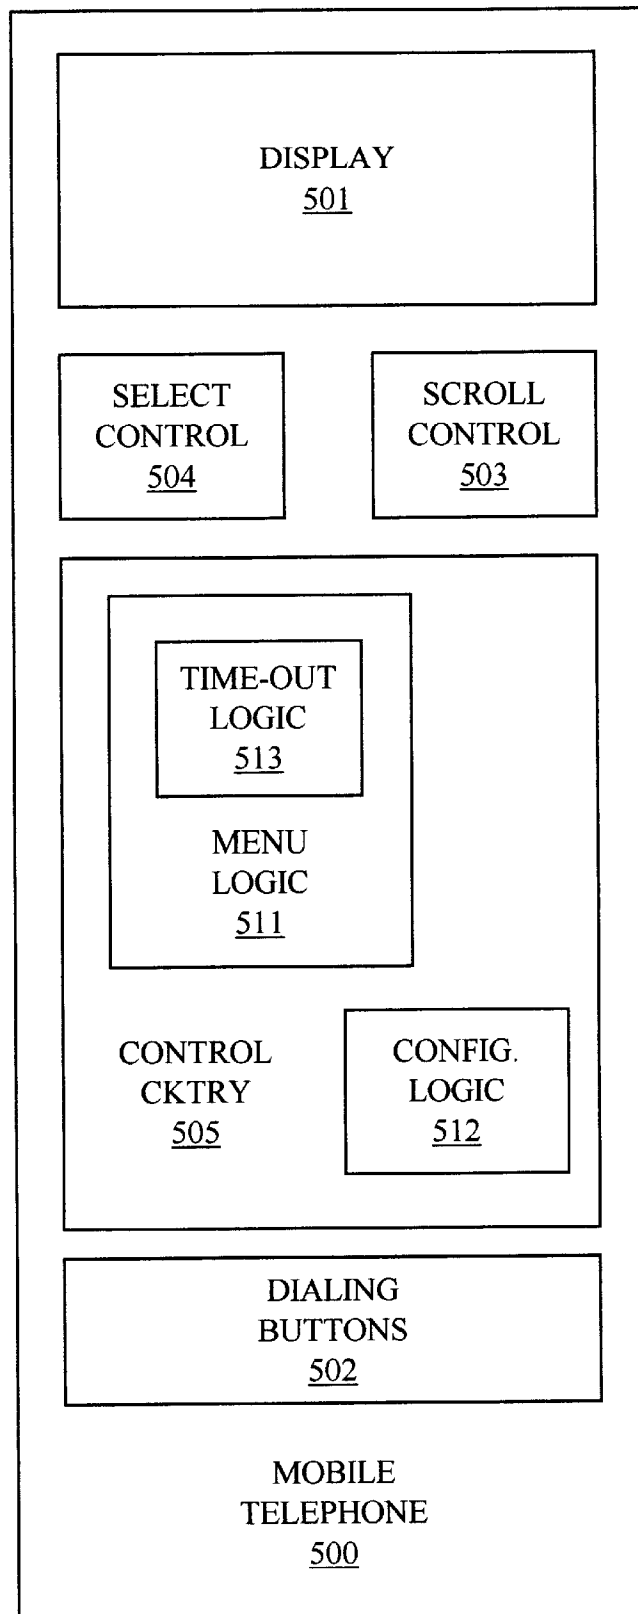 DISPLAY
501
SELECT
CONTROL
504
SCROLL
CONTROL
503
TIME-OUT
LOGIC
513
MENU
LOGIC
511
CONTROL
CKTRY
505
CONFIG.
LOGIC
512
DIALING
BUTTONS
502
MOBILE
TELEPHONE
500